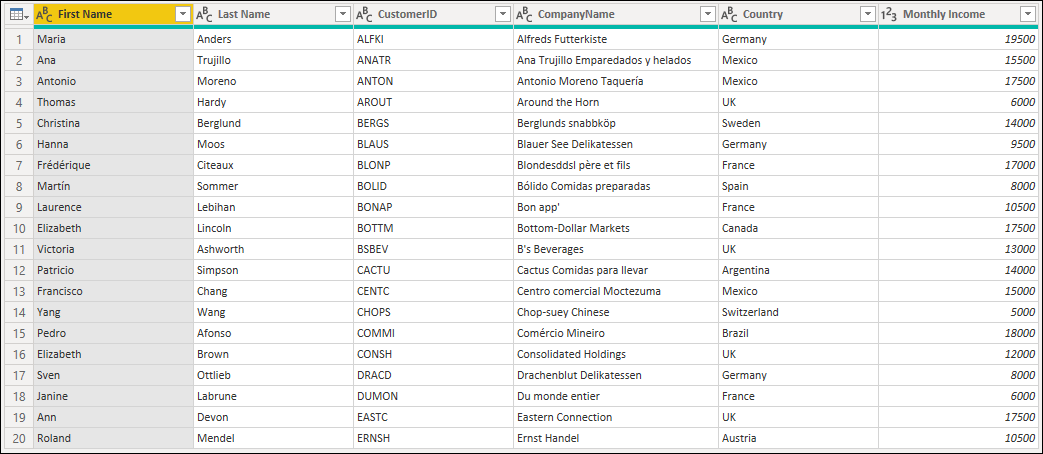 ABC First Name ABC Last Name ABC CustomerID ABC CompanyName ABC Country 123 Monthly Income
1 Maria Anders ALFKI Alfreds Futterkiste Germany 19500
2 Ana Trujillo ANATR Ana Trujillo Emparedados y helados Mexico 15500
3 Antonio Moreno ANTON Antonio Moreno Taquería Mexico 17500
4 Thomas Hardy AROUT Around the Horn UK 6000
5 Christina Berglund BERGS Berglunds snabbköp Sweden 14000
6 Hanna Moos BLAUS Blauer See Delikatessen Germany 9500
7 Frédérique Citeaux BLONP Blondesddsl père et fils France 17000
8 Martín Sommer BOLID Bólido Comidas preparadas Spain 8000
9 Laurence Lebihan BONAP Bon app' France 10500
10 Elizabeth Lincoln BOTTM Bottom-Dollar Markets Canada 17500
11 Victoria Ashworth BSBEV B's Beverages UK 13000
12 Patricio Simpson CACTU Cactus Comidas para llevar Argentina 14000
13 Francisco Chang CENTC Centro comercial Moctezuma Mexico 15000
14 Yang Wang CHOPS Chop-suey Chinese Switzerland 5000
15 Pedro Afonso COMMI Comércio Mineiro Brazil 18000
16 Elizabeth Brown CONSH Consolidated Holdings UK 12000
17 Sven Ottlieb DRACD Drachenblut Delikatessen Germany 8000
18 Janine Labrune DUMON Du monde entier France 6000
19 Ann Devon EASTC Eastern Connection UK 17500
20 Roland Mendel ERNSH Ernst Handel Austria 10500